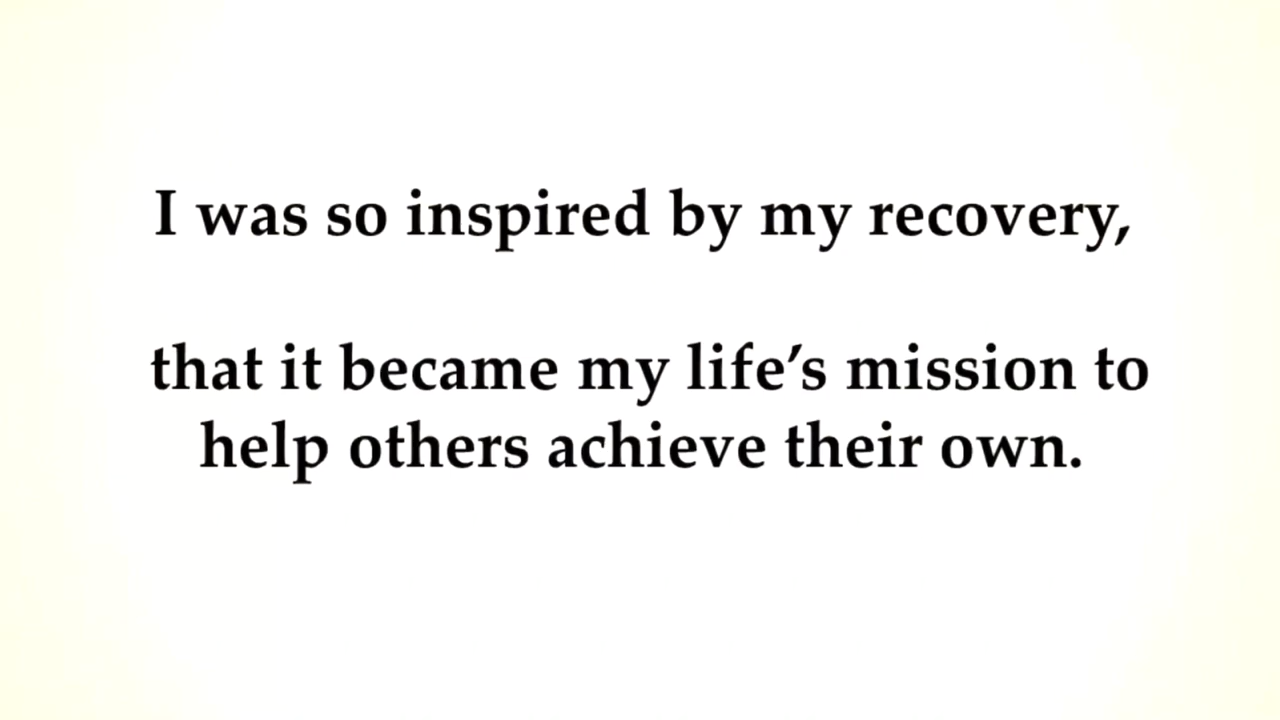 I was so inspired by my recovery,
that it became my life’s mission to
help others achieve their own.